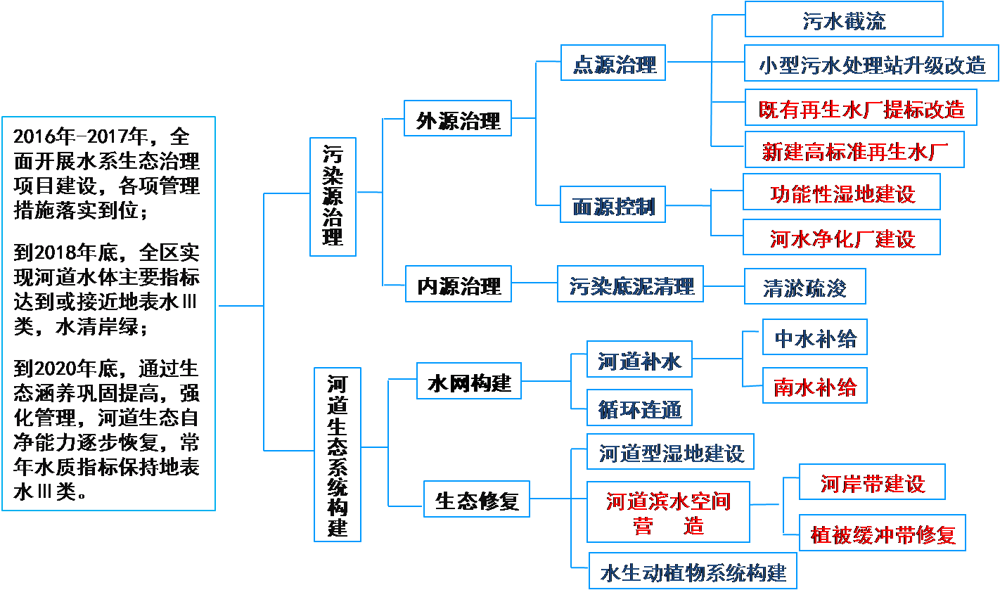 2016年-2017年，全
面开展水系生态治理
项目建设，各项管理
措施落实到位；
到2018年底，全区实
现河道水体主要指标
达到或接近地表水Ⅲ
类，水清岸绿；
到2020年底，通过生
态涵养巩固提高，强
化管理，河道生态自
净能力逐步恢复，常
年水质指标保持地表
水Ⅲ类。
污染源治理
外源治理
点源治理
污水截流
小型污水处理站升级改造
既有再生水厂提标改造
新建高标准再生水厂
面源控制
功能性湿地建设
河水净化厂建设
内源治理
污染底泥清理
清淤疏浚
河道生态系统构建
水网构建
河道补水
中水补给
南水补给
循环连通
生态修复
河道型湿地建设
河道滨水空间
营 造
河岸带建设
植被缓冲带修复
水生动植物系统构建